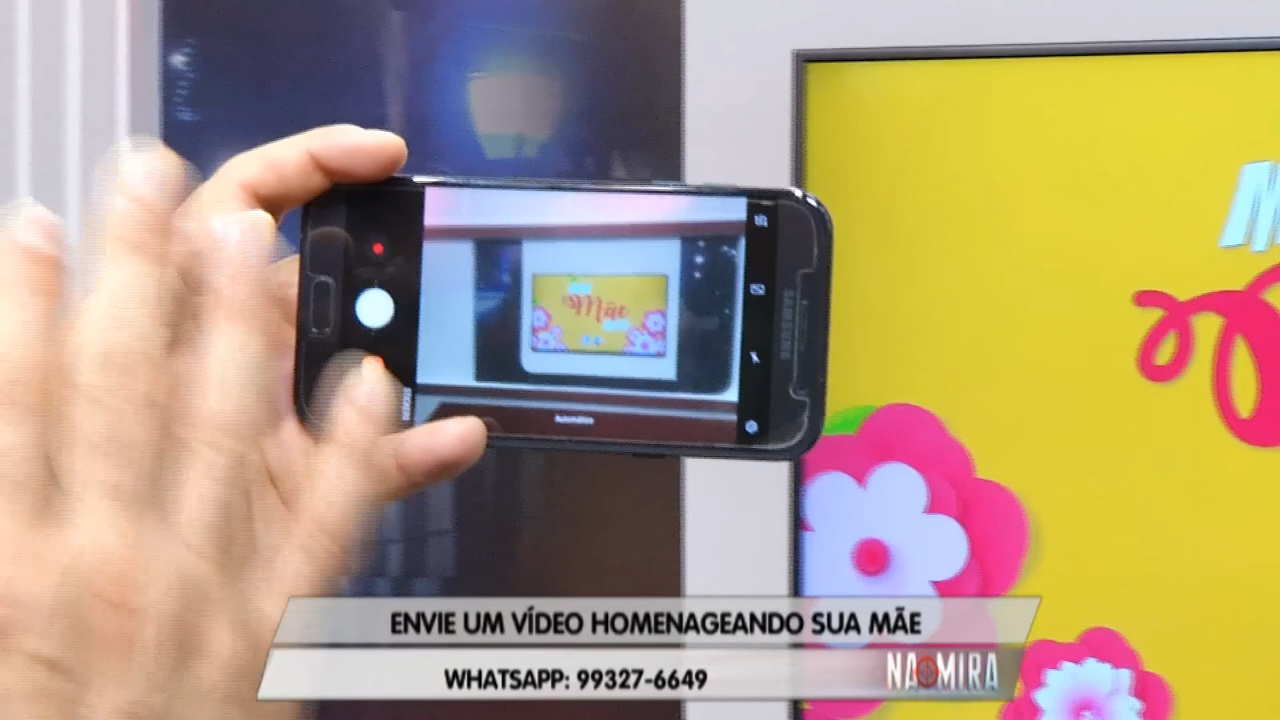 M
SAMSUNG
Mãe
Automático
ENVIE UM VÍDEO HOMENAGEANDO SUA MÃE
WHATSAPP: 99327-6649
NA MIRA